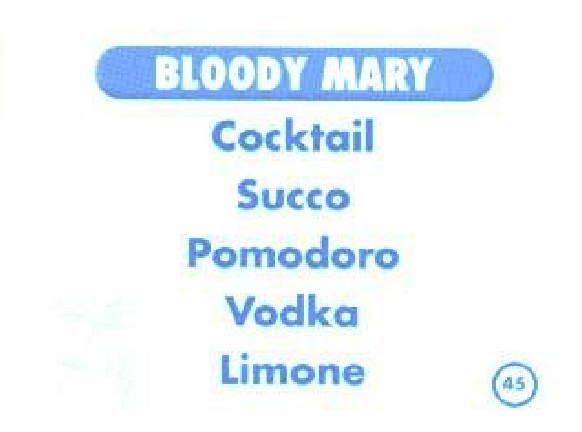 BLOODY MARY
Cocktail
Succo
Pomodoro
Vodka
Limone
45